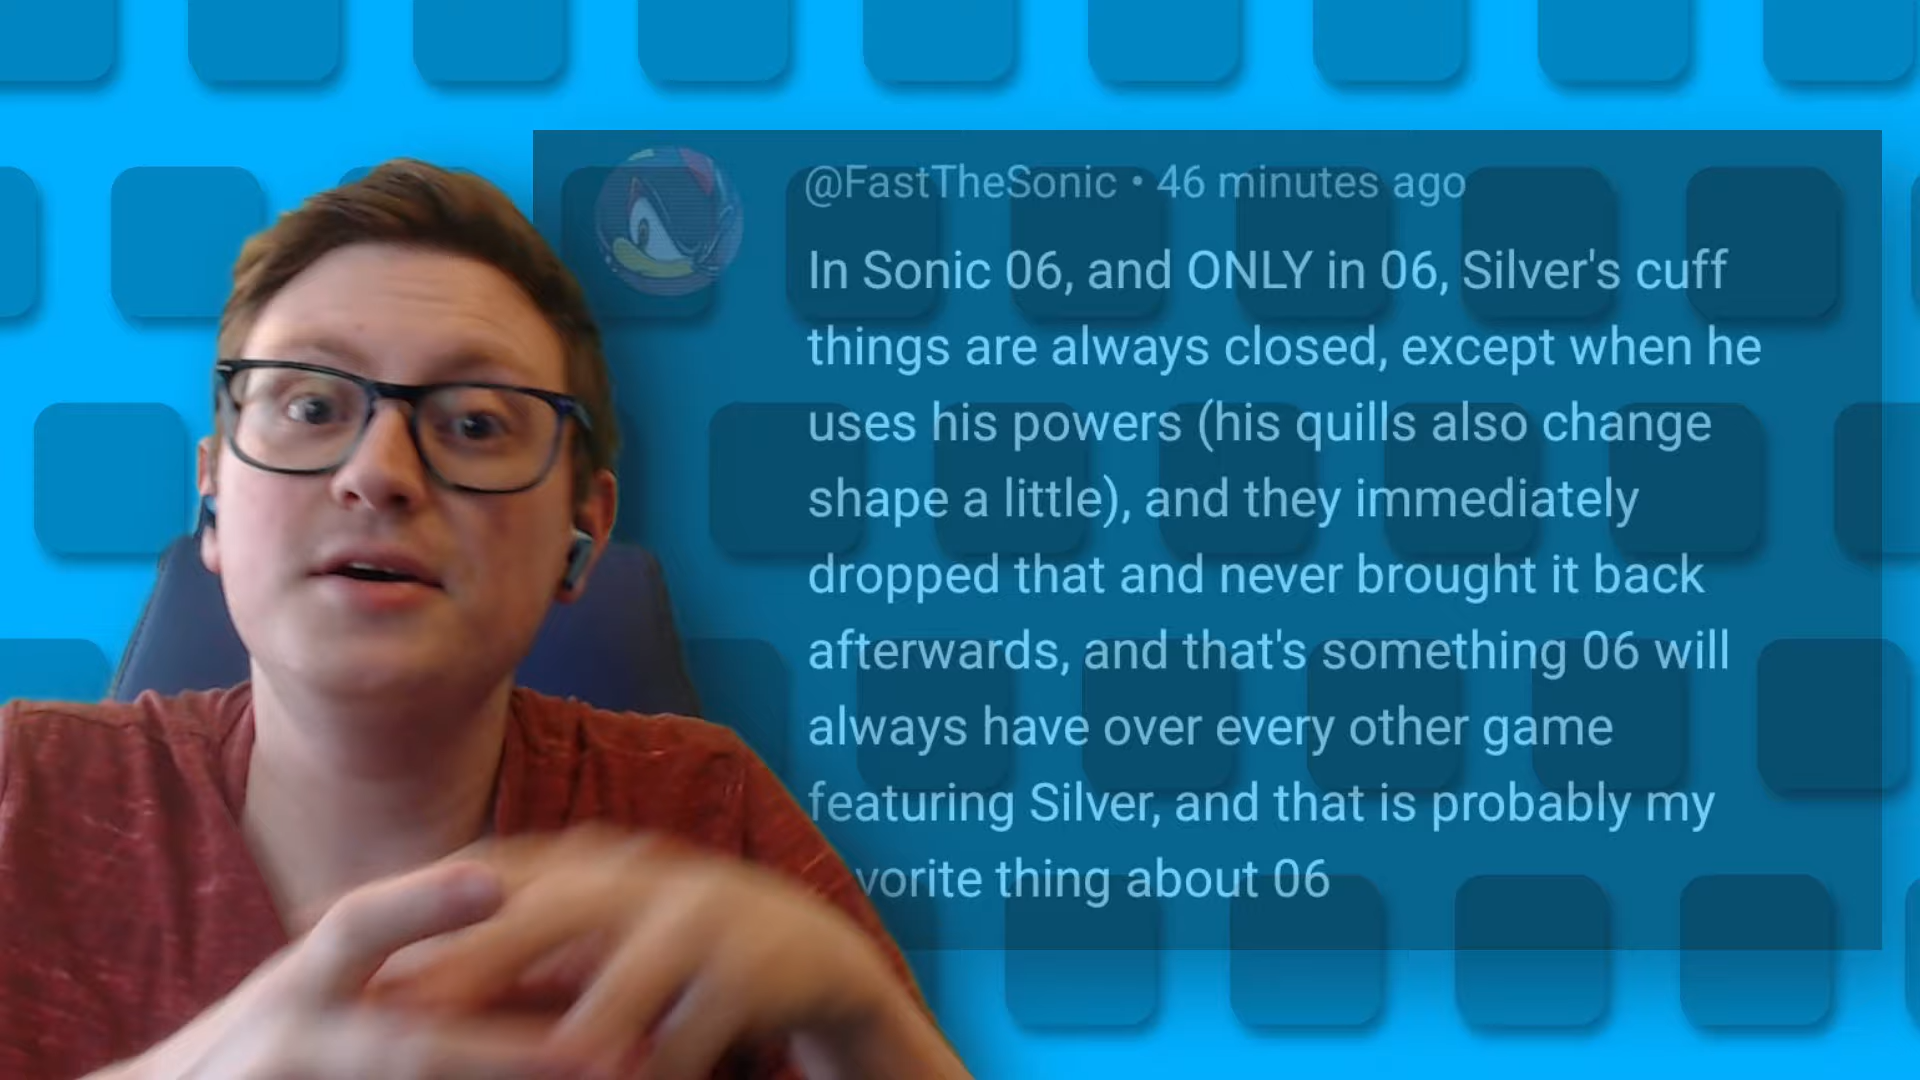 @FastTheSonic • 46 minutes ago
In Sonic 06, and ONLY in 06, Silver's cuff
things are always closed, except when he
uses his powers (his quills also change
shape a little), and they immediately
dropped that and never brought it back
afterwards, and that's something 06 will
always have over every other game
featuring Silver, and that is probably my
vorite thing about 06